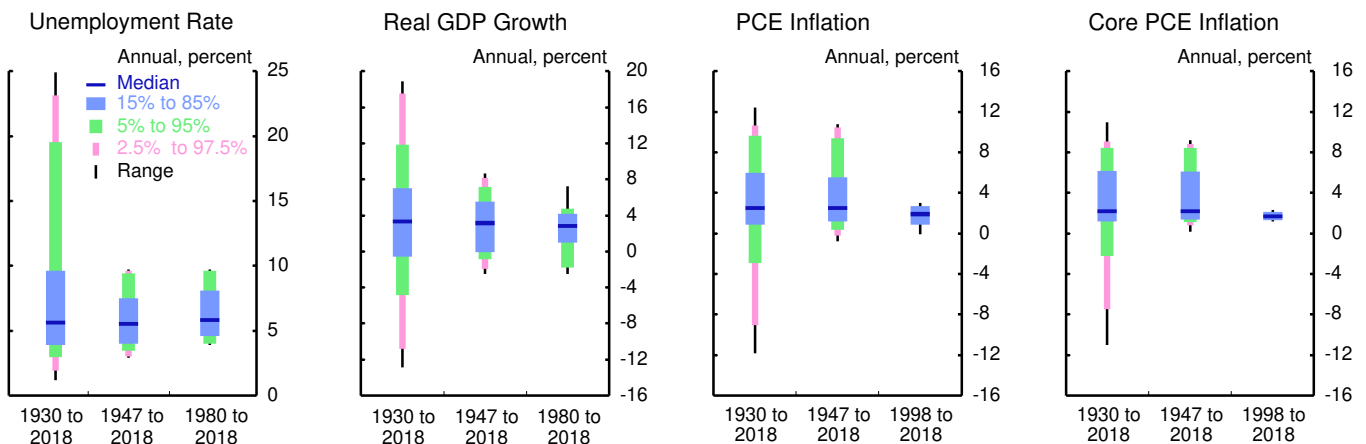 Unemployment Rate
Annual, percent
Median
15% to 85%
5% to 95%
2.5% to 97.5%
Range
25
20
15
10
5
0
1930 to 2018
1947 to 2018
1980 to 2018
Real GDP Growth
Annual, percent
20
16
12
8
4
0
-4
-8
-12
-16
1930 to 2018
1947 to 2018
1980 to 2018
PCE Inflation
Annual, percent
16
12
8
4
0
-4
-8
-12
-16
1930 to 2018
1947 to 2018
1998 to 2018
Core PCE Inflation
Annual, percent
16
12
8
4
0
-4
-8
-12
-16
1930 to 2018
1947 to 2018
1998 to 2018